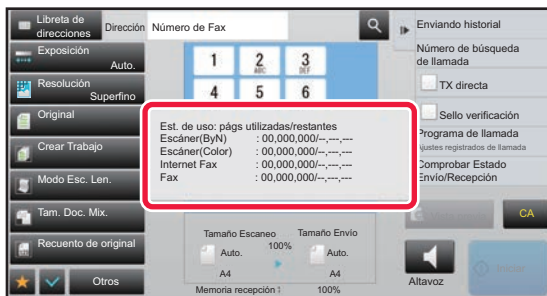 Libreta de
direcciones
Dirección
Número de Fax
Exposición
Auto.
Resolución
Superfino
Original
Crear Trabajo
Modo Esc. Len.
Tam. Doc. Mix.
Recuento de original
Otros
1
2
ABC
3
DEF
4
5
6
Est. de uso: págs utilizadas/restantes
Escáner(ByN) : 00,000,000/--,---,---
Escáner(Color) : 00,000,000/--,---,---
Internet Fax : 00,000,000/--,---,---
Fax : 00,000,000/--,---,---
Tamaño Escaneo
Tamaño Envío
100%
Auto.
Auto.
A4
A4
Memoria recepción:
100%
Enviando historial
Número de búsqueda
de llamada
TX directa
Sello verificación
Programa de llamada
Ajustes registrados de llamada
Comprobar Estado
Envío/Recepción
CA
Altavoz
Iniciar